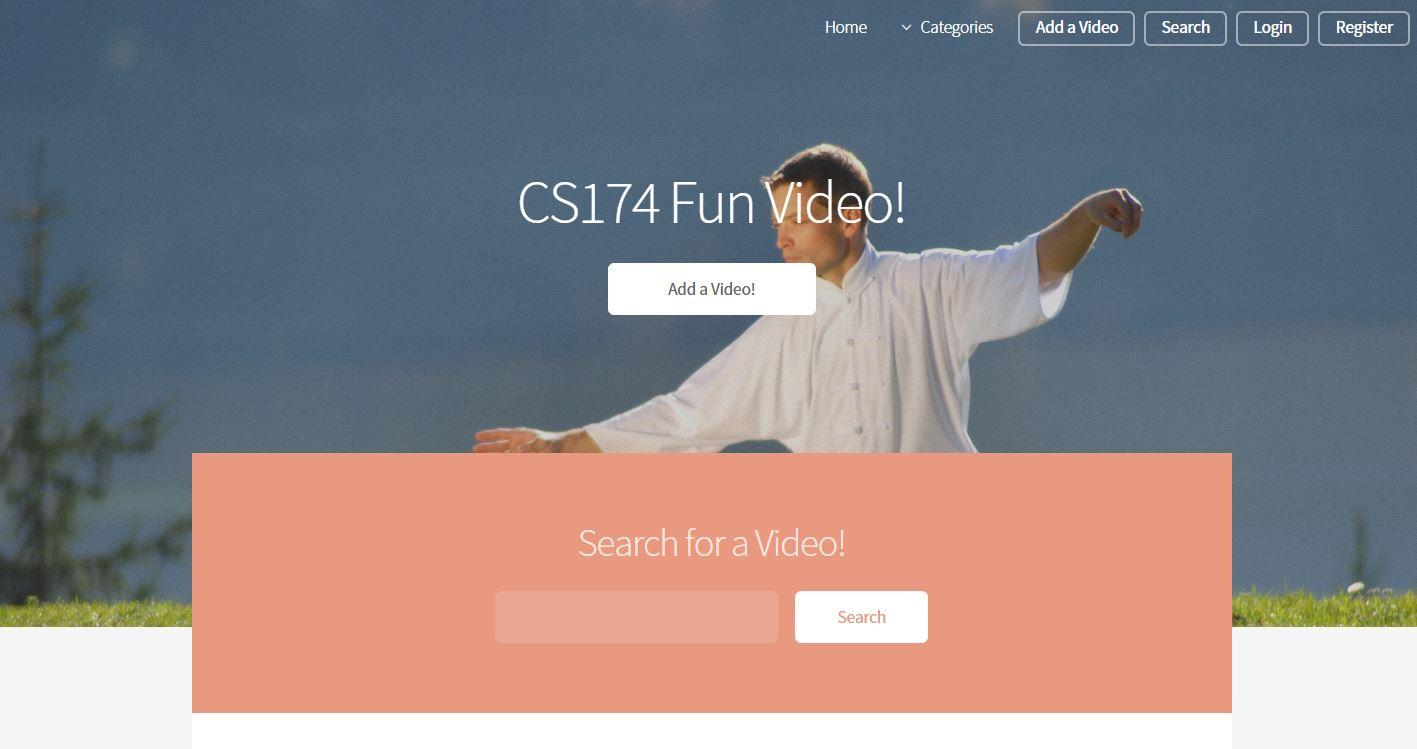 Home Categories Add a Video Search Login Register
CS174 Fun Video!
Add a Video!
Search for a Video!
Search